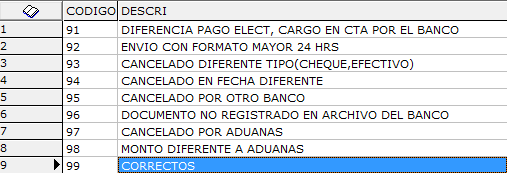 CODIGO DESCRI
1 91 DIFERENCIA PAGO ELECT, CARGO EN CTA POR EL BANCO
2 92 ENVIO CON FORMATO MAYOR 24 HRS
3 93 CANCELADO DIFERENTE TIPO(CHEQUE,EFECTIVO)
4 94 CANCELADO EN FECHA DIFERENTE
5 95 CANCELADO POR OTRO BANCO
6 96 DOCUMENTO NO REGISTRADO EN ARCHIVO DEL BANCO
7 97 CANCELADO POR ADUANAS
8 98 MONTO DIFERENTE A ADUANAS
9 99 CORRECTOS